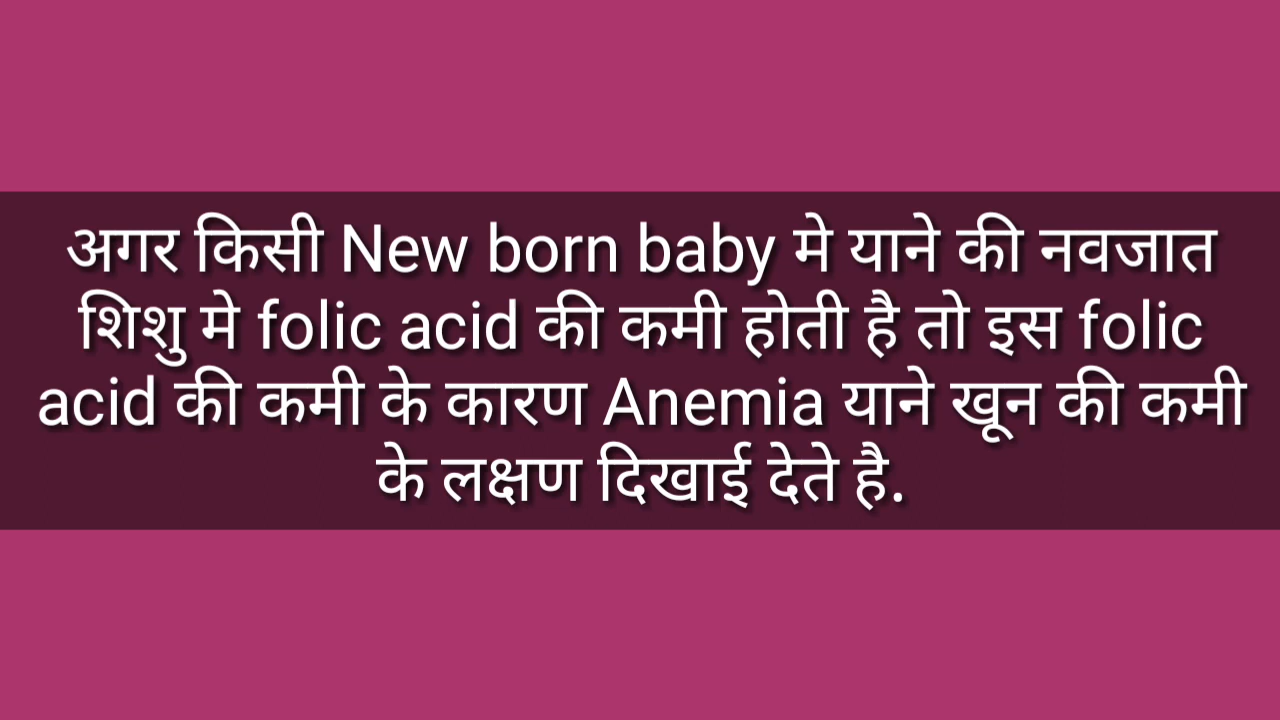 अगर किसी New born baby मे याने की नवजात
शिशु मे folic acid की कमी होती है तो इस folic
acid की कमी के कारण Anemia याने खून की कमी
के लक्षण दिखाई देते है.